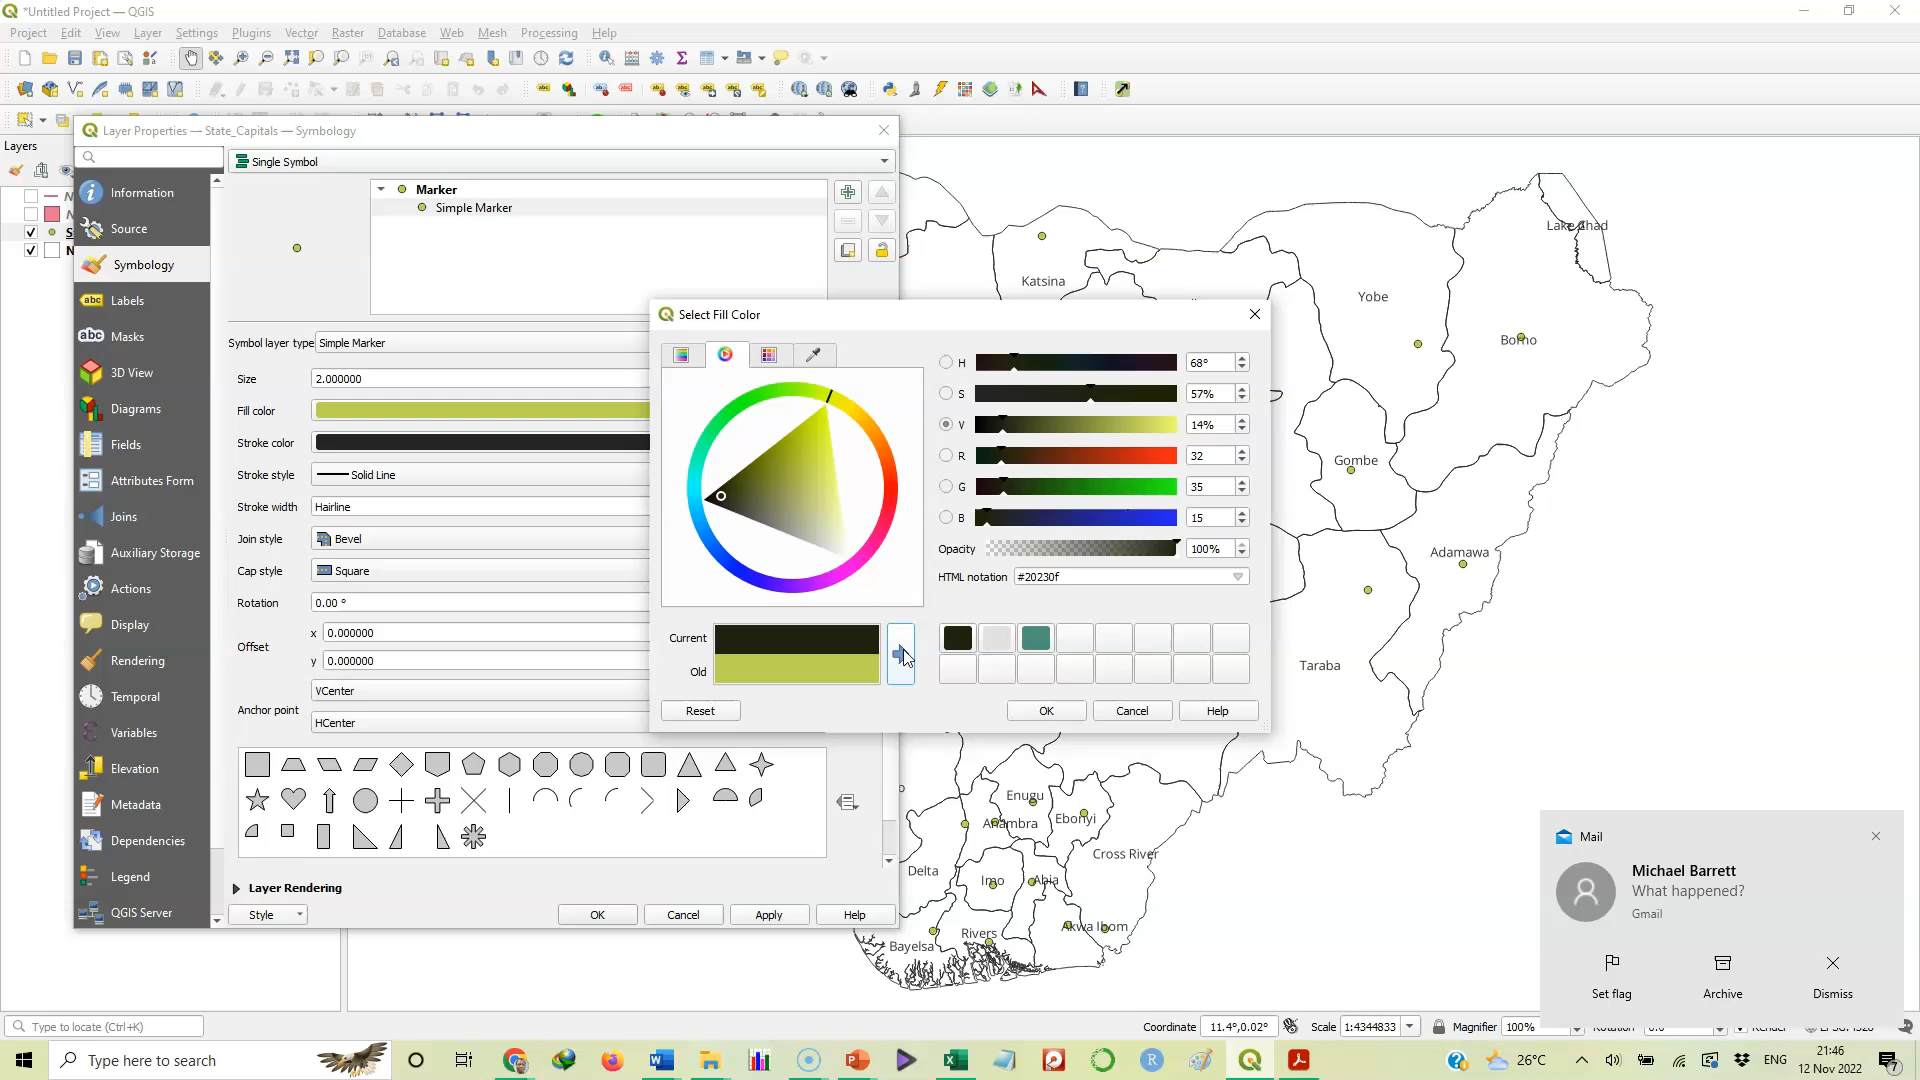 *Untitled Project — QGIS
Project Edit View Layer Settings Plugins Vector Raster Database Web Mesh Processing Help
Layer Properties — State_Capitals — Symbology
Layers
Single Symbol
Information
Source
Symbology
Labels
Masks
3D View
Diagrams
Fields
Attributes Form
Joins
Auxiliary Storage
Actions
Display
Rendering
Temporal
Variables
Elevation
Metadata
Dependencies
Legend
QGIS Server
Marker
Simple Marker
Symbol layer type Simple Marker
Size 2.000000
Fill color
Stroke color
Stroke style Solid Line
Stroke width Hairline
Join style Bevel
Cap style Square
Rotation 0.00 °
Offset x 0.000000
y 0.000000
Anchor point VCenter
HCenter
Layer Rendering
Style OK Cancel Apply Help
Select Fill Color
H 68°
S 57%
V 14%
R 32
G 35
B 15
Opacity 100%
HTML notation #20230f
Current
Old
Reset OK Cancel Help
Lake Chad
Katsina
Yobe
Borno
Gombe
Adamawa
Taraba
Enugu
Anambra
Ebonyi
Cross River
Delta
Imo
Abia
Akwa Ibom
Rivers
Bayelsa
Mail
Michael Barrett
What happened?
Gmail
Set flag Archive Dismiss
Type to locate (Ctrl+K)
Coordinate 11.4°,0.02° Scale 1:4344833 Magnifier 100%
Type here to search
26°C
ENG
21:46
12 Nov 2022
7